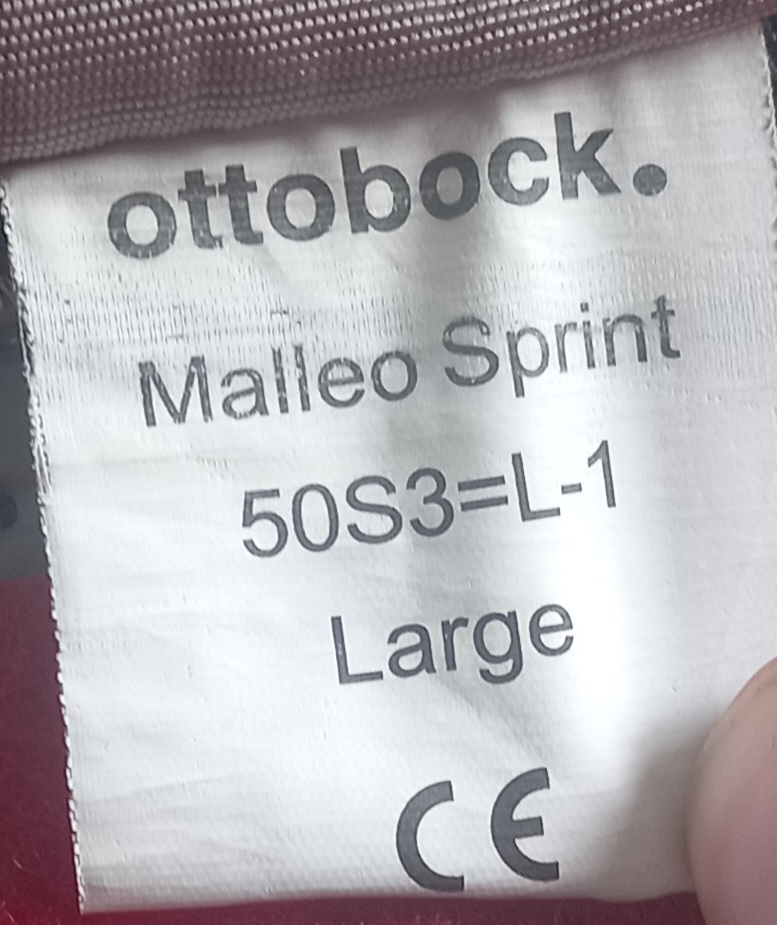 ottobock.
Malleo Sprint
50S3=L-1
Large
CE